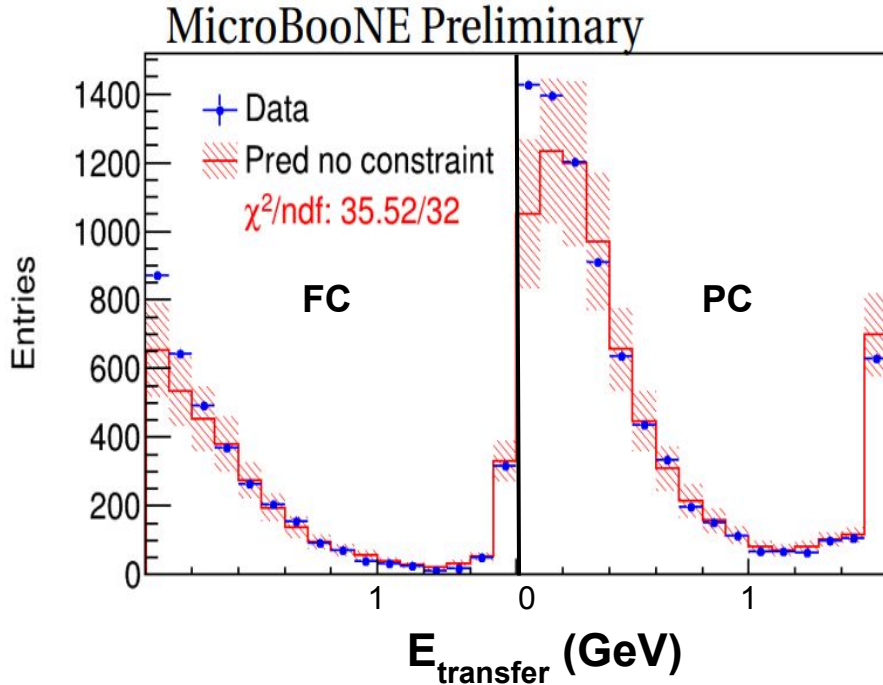 MicroBooNE Preliminary
Data
Pred no constraint
χ²/ndf: 35.52/32
FC
PC
Entries
1400
1200
1000
800
600
400
200
0
1
0
1
E_transfer (GeV)